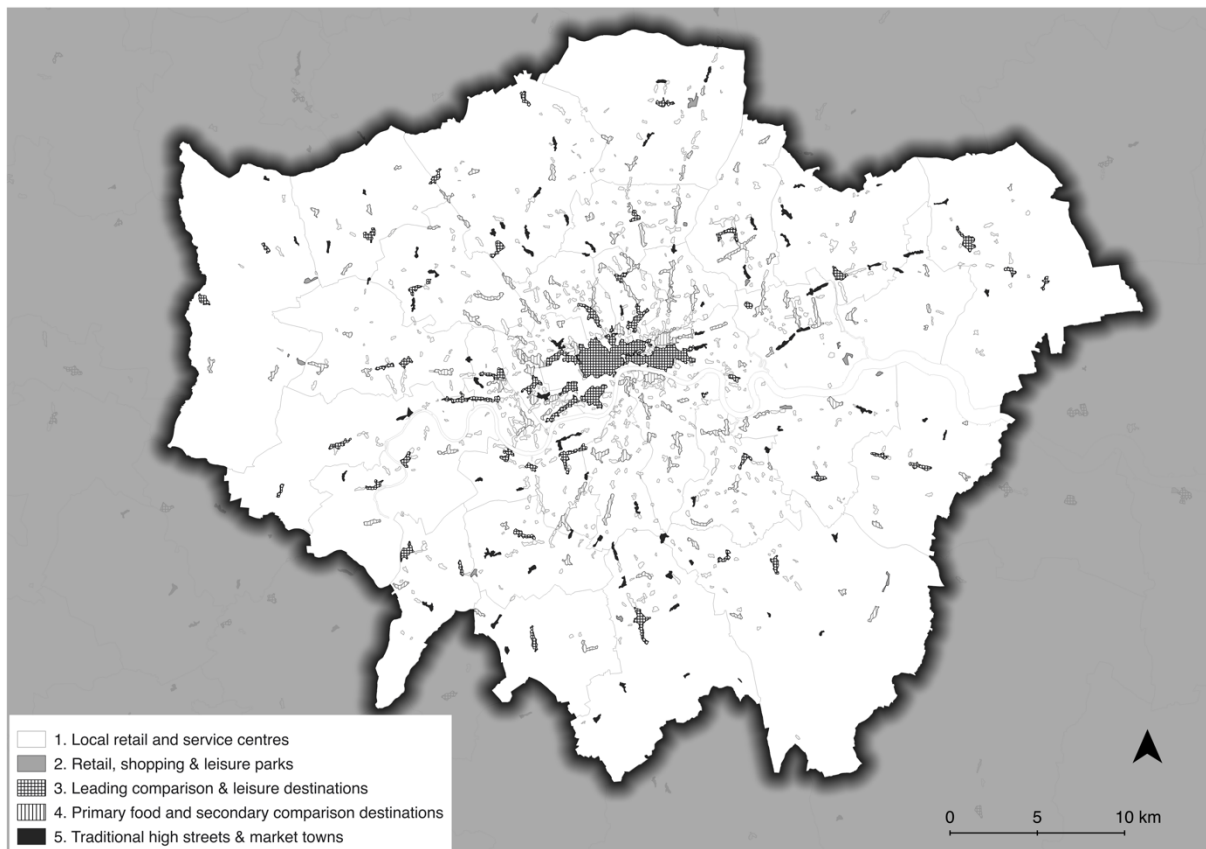 1. Local retail and service centres
2. Retail, shopping & leisure parks
3. Leading comparison & leisure destinations
4. Primary food and secondary comparison destinations
5. Traditional high streets & market towns
0 5 10 km